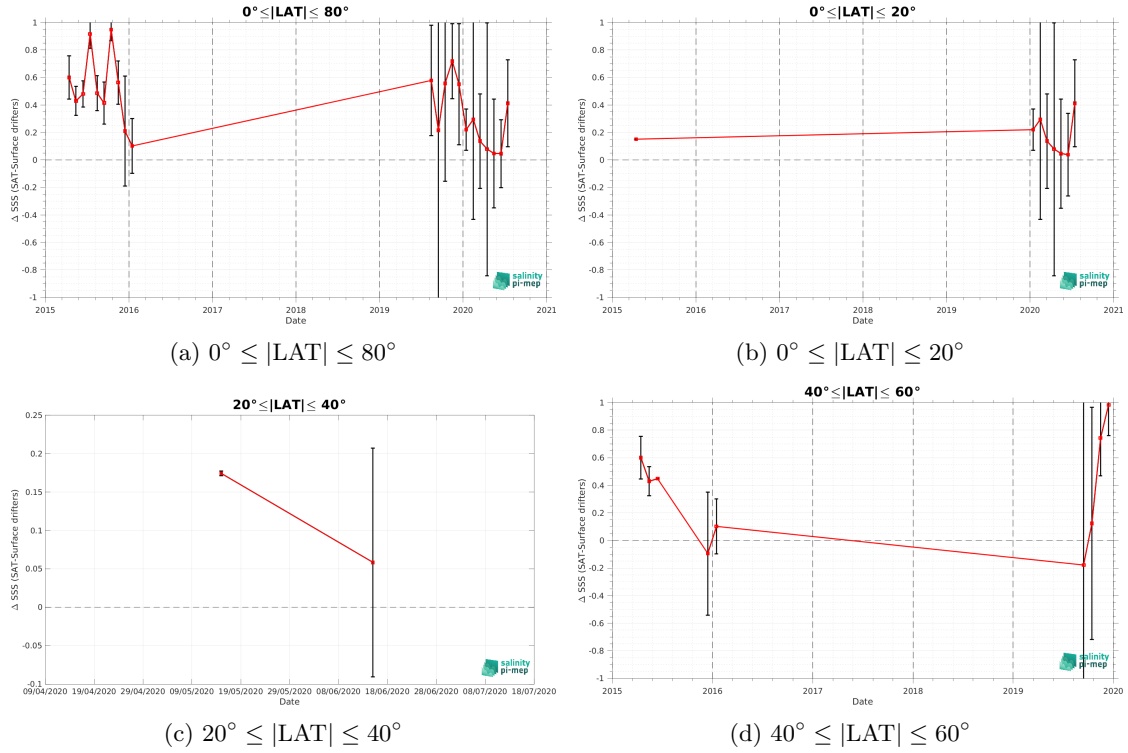 0°≤|LAT|≤ 80°
1
0.8
0.6
0.4
0.2
0
-0.2
-0.4
-0.6
-0.8
-1
Δ SSS (SAT-Surface drifters)
2015 2016 2017 2018 2019 2020 2021
Date
salinity
pi-mep
(a) 0° ≤ |LAT| ≤ 80°
0°≤|LAT|≤ 20°
1
0.8
0.6
0.4
0.2
0
-0.2
-0.4
-0.6
-0.8
-1
Δ SSS (SAT-Surface drifters)
2015 2016 2017 2018 2019 2020 2021
Date
salinity
pi-mep
(b) 0° ≤ |LAT| ≤ 20°
20°≤|LAT|≤ 40°
0.25
0.2
0.15
0.1
0.05
0
-0.05
-0.1
Δ SSS (SAT-Surface drifters)
09/04/2020 19/04/2020 29/04/2020 09/05/2020 19/05/2020 29/05/2020 08/06/2020 18/06/2020 28/06/2020 08/07/2020 18/07/2020
Date
salinity
pi-mep
(c) 20° ≤ |LAT| ≤ 40°
40°≤|LAT|≤ 60°
1
0.8
0.6
0.4
0.2
0
-0.2
-0.4
-0.6
-0.8
-1
Δ SSS (SAT-Surface drifters)
2015 2016 2017 2018 2019 2020
Date
salinity
pi-mep
(d) 40° ≤ |LAT| ≤ 60°